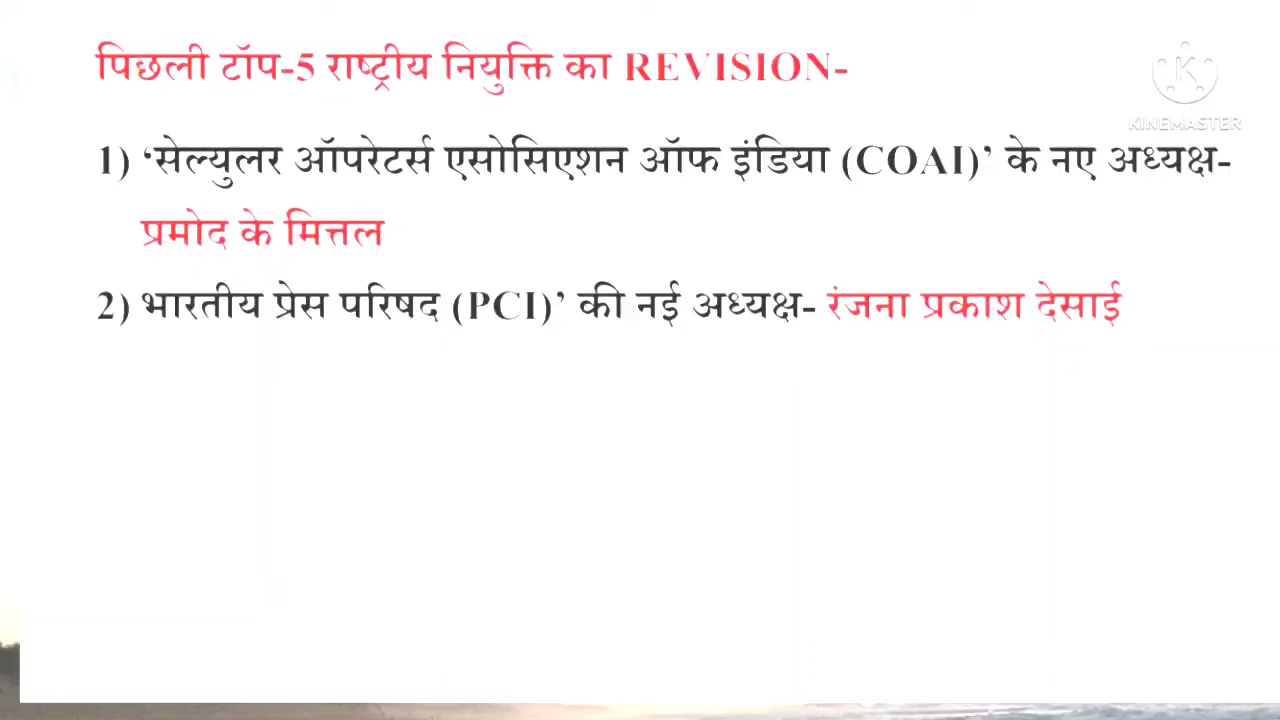 पिछली टॉप-5 राष्ट्रीय नियुक्ति का REVISION-
KINEMASTER
1) ‘सेल्युलर ऑपरेटर्स एसोसिएशन ऑफ इंडिया (COAI)’ के नए अध्यक्ष-
प्रमोद के मित्तल
2) भारतीय प्रेस परिषद (PCI)’ की नई अध्यक्ष- रंजना प्रकाश देसाई